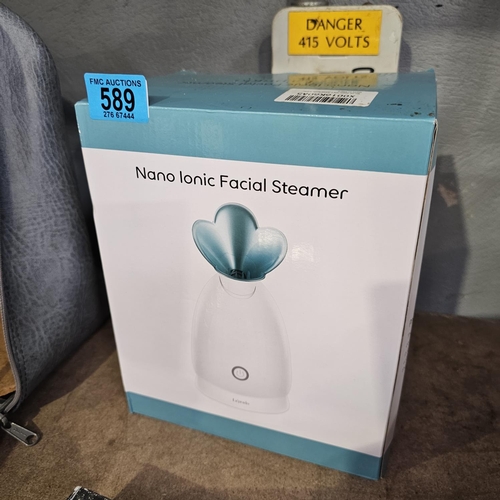 DANGER
415 VOLTS
FMC AUCTIONS
589
276 67444
Nano Ionic Facial Steamer